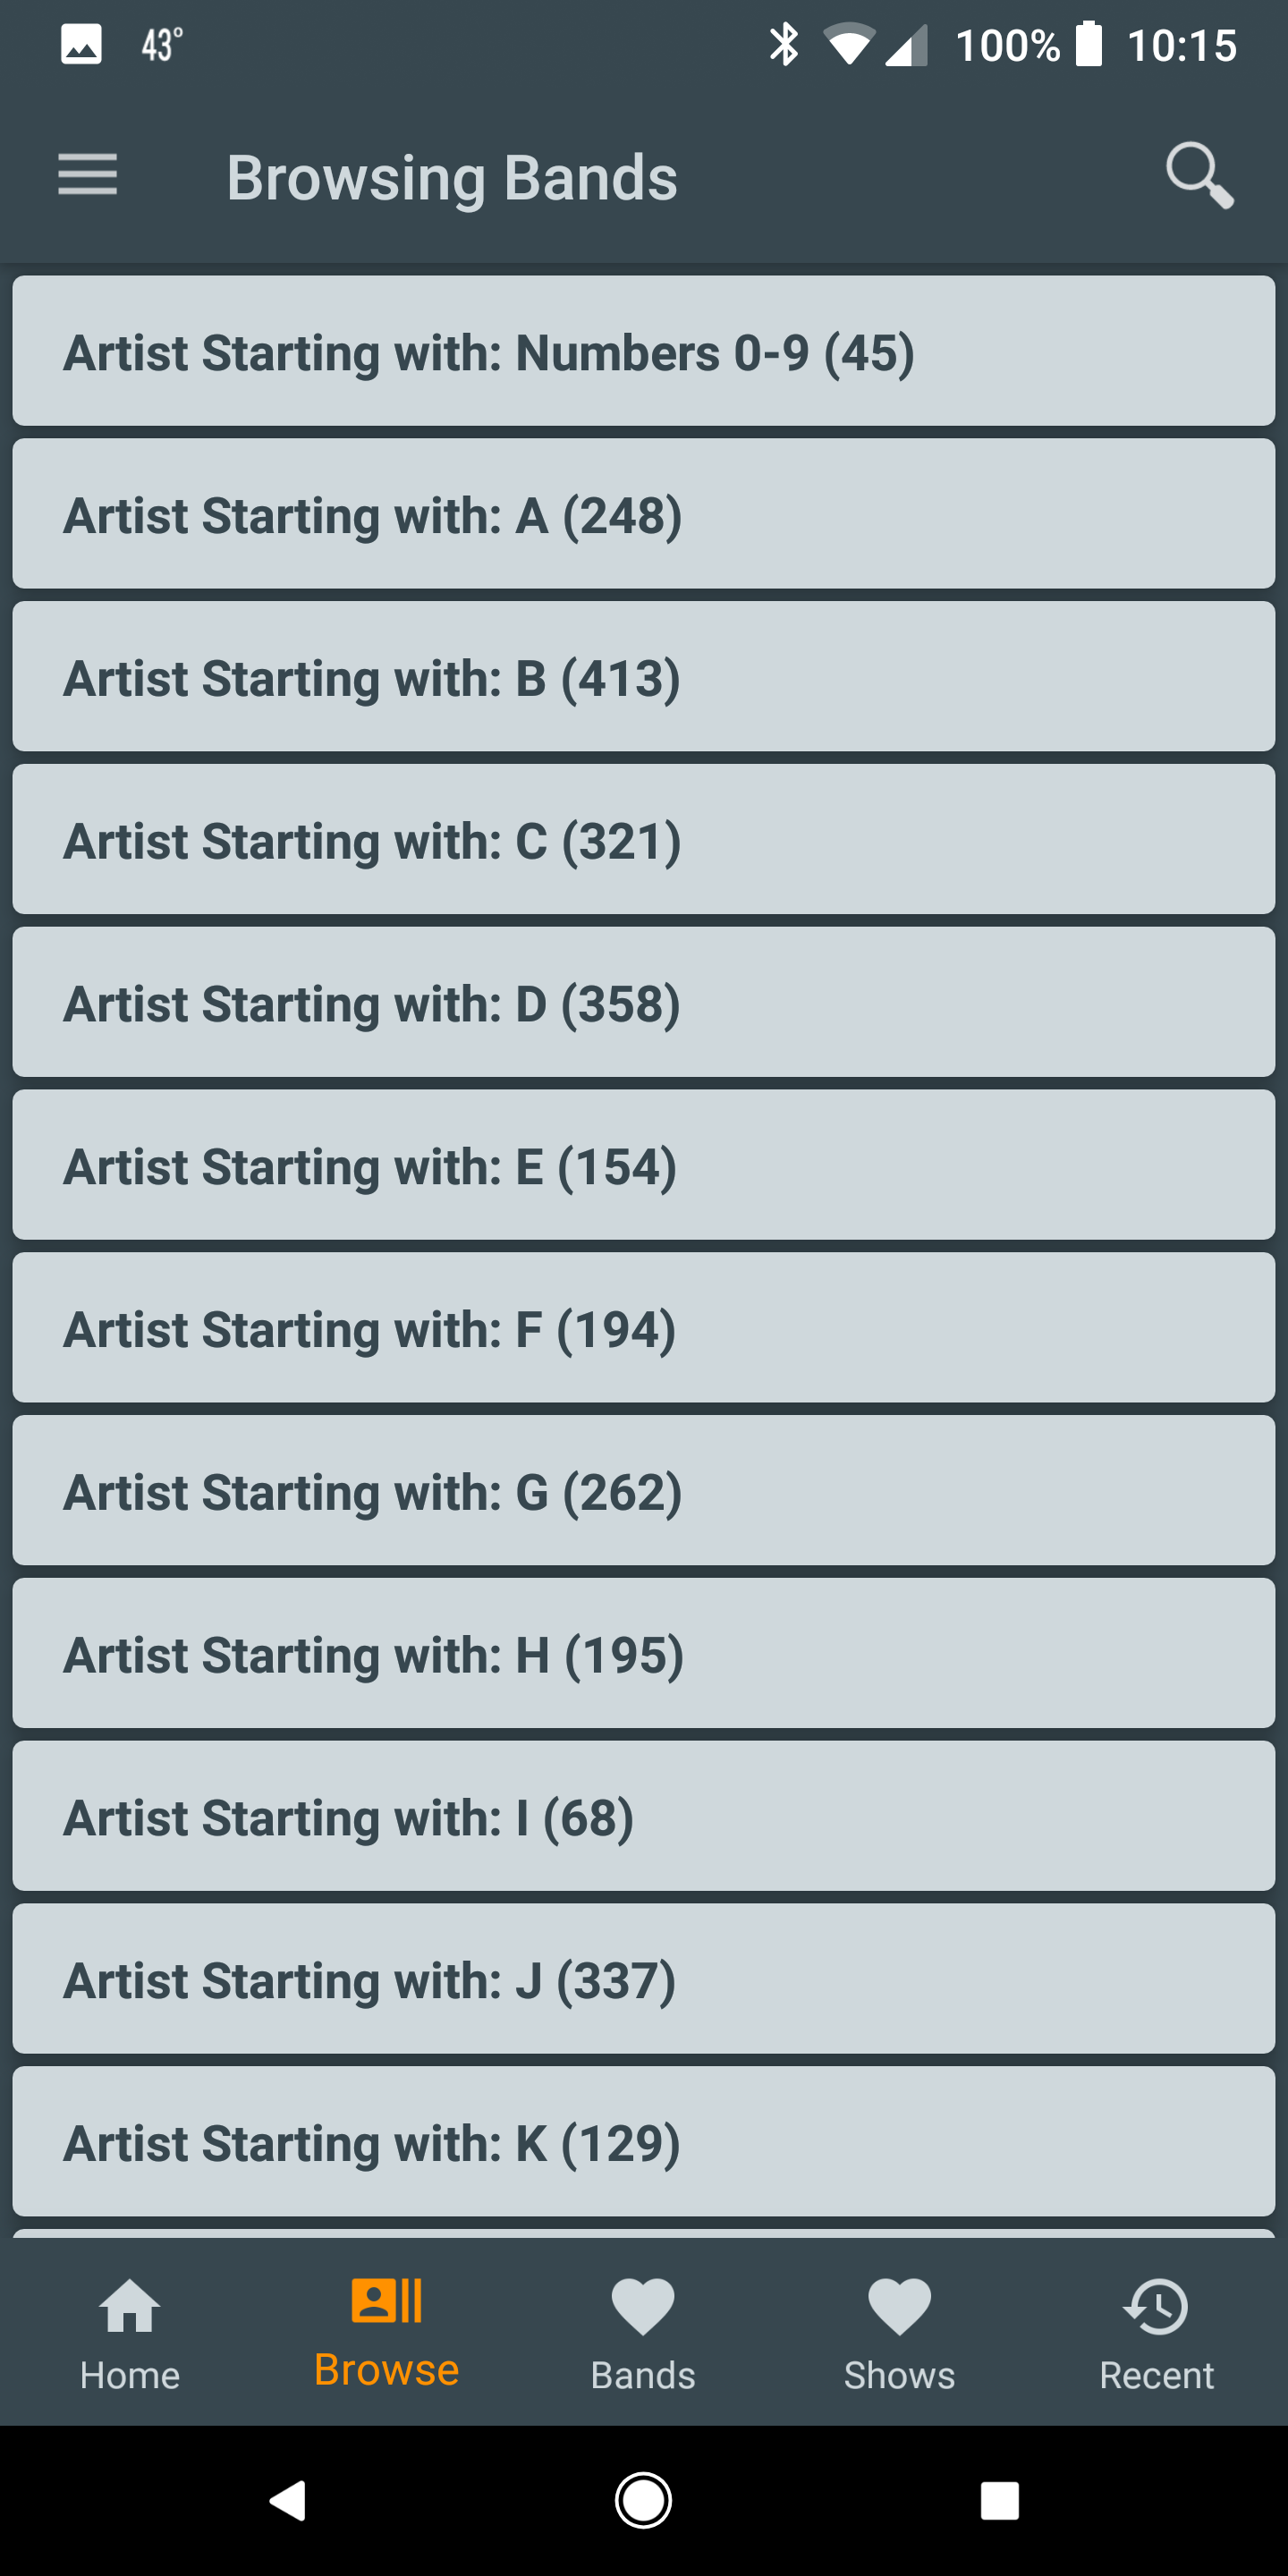 43° 100% 10:15
Browsing Bands
Artist Starting with: Numbers 0-9 (45)
Artist Starting with: A (248)
Artist Starting with: B (413)
Artist Starting with: C (321)
Artist Starting with: D (358)
Artist Starting with: E (154)
Artist Starting with: F (194)
Artist Starting with: G (262)
Artist Starting with: H (195)
Artist Starting with: I (68)
Artist Starting with: J (337)
Artist Starting with: K (129)
Home Browse Bands Shows Recent